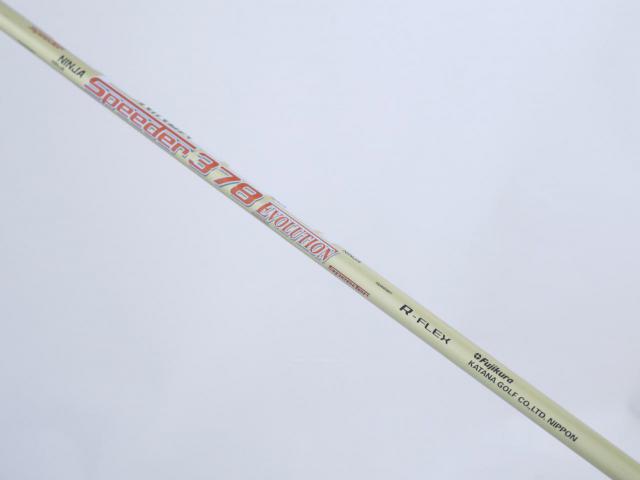 NINJA
Speeder 378
EVOLUTION
R-FLEX
Fujikura
KATANA GOLF CO.,LTD. NIPPON